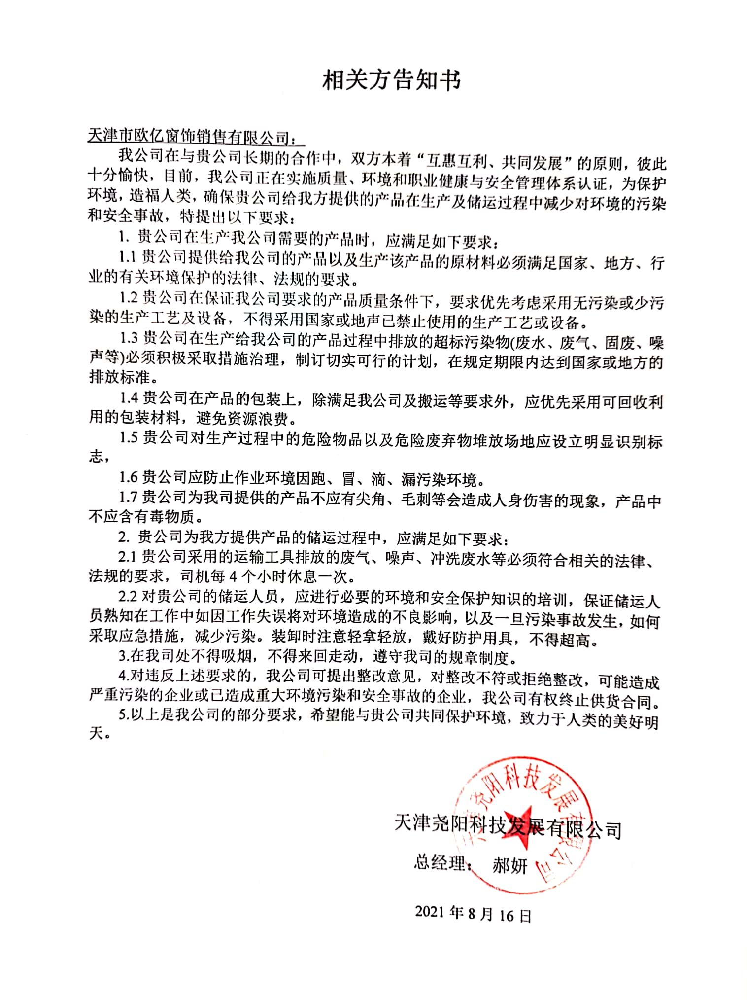 相关方告知书
天津市欧亿窗饰销售有限公司：
我公司在与贵公司长期的合作中，双方本着“互惠互利、共同发展”的原则，彼此
十分愉快，目前，我公司正在实施质量、环境和职业健康与安全管理体系认证，为保护
环境，造福人类，确保贵公司给我方提供的产品在生产及储运过程中减少对环境的污染
和安全事故，特提出以下要求：
1. 贵公司在生产我公司需要的产品时，应满足如下要求：
1.1 贵公司提供给我公司的产品以及生产该产品的原材料必须满足国家、地方、行
业的有关环境保护的法律、法规的要求。
1.2 贵公司在保证我公司要求的产品质量条件下，要求优先考虑采用无污染或少污
染的生产工艺及设备，不得采用国家或地声已禁止使用的生产工艺或设备。
1.3 贵公司在生产给我公司的产品过程中排放的超标污染物(废水、废气、固废、噪
声等)必须积极采取措施治理，制订切实可行的计划，在规定期限内达到国家或地方的
排放标准。
1.4 贵公司在产品的包装上，除满足我公司及搬运等要求外，应优先采用可回收利
用的包装材料，避免资源浪费。
1.5 贵公司对生产过程中的危险物品以及危险废弃物堆放场地应设立明显识别标
志，
1.6 贵公司应防止作业环境因跑、冒、滴、漏污染环境。
1.7 贵公司为我司提供的产品不应有尖角、毛刺等会造成人身伤害的现象，产品中
不应含有毒物质。
2. 贵公司为我方提供产品的储运过程中，应满足如下要求：
2.1 贵公司采用的运输工具排放的废气、噪声、冲洗废水等必须符合相关的法律、
法规的要求，司机每 4 个小时休息一次。
2.2 对贵公司的储运人员，应进行必要的环境和安全保护知识的培训，保证储运人
员熟知在工作中如因工作失误将对环境造成的不良影响，以及一旦污染事故发生，如何
采取应急措施，减少污染。装卸时注意轻拿轻放，戴好防护用具，不得超高。
3.在我司处不得吸烟，不得来回走动，遵守我司的规章制度。
4.对违反上述要求的，我公司可提出整改意见，对整改不符或拒绝整改，可能造成
严重污染的企业或已造成重大环境污染和安全事故的企业，我公司有权终止供货合同。
5.以上是我公司的部分要求，希望能与贵公司共同保护环境，致力于人类的美好明
天。
天津尧阳科技发展有限公司
天津尧阳科技发展有限公司
总经理： 郝妍
2021 年 8 月 16 日